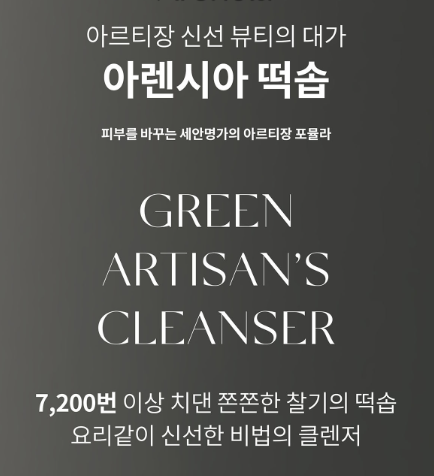 아르티장 신선 뷰티의 대가
아렌시아 떡솝
피부를 바꾸는 세안명가의 아르티장 포뮬라
GREEN
ARTISAN'S
CLEANSER
7,200번 이상 치댄 쫀쫀한 찰기의 떡솝
요리같이 신선한 비법의 클렌저